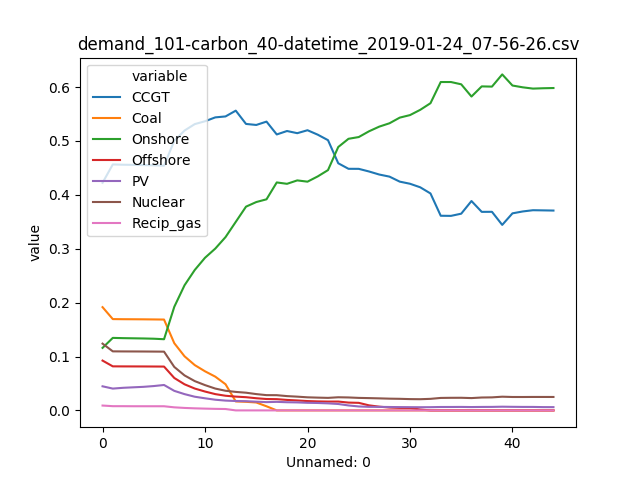 demand_101-carbon_40-datetime_2019-01-24_07-56-26.csv
variable
CCGT
Coal
Onshore
Offshore
PV
Nuclear
Recip_gas
value
0.6
0.5
0.4
0.3
0.2
0.1
0.0
0 10 20 30 40
Unnamed: 0